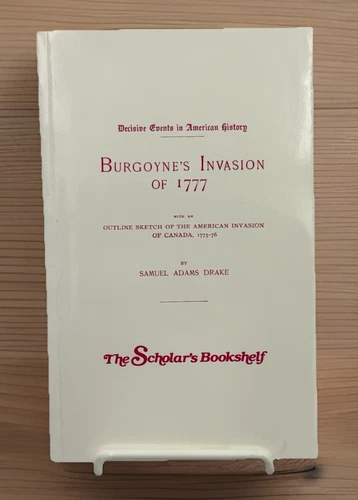 Decisive Events in American History
BURGOYNE'S INVASION
OF 1777
WITH AN
OUTLINE SKETCH OF THE AMERICAN INVASION
OF CANADA, 1775-76
BY
SAMUEL ADAMS DRAKE
The Scholar's Bookshelf